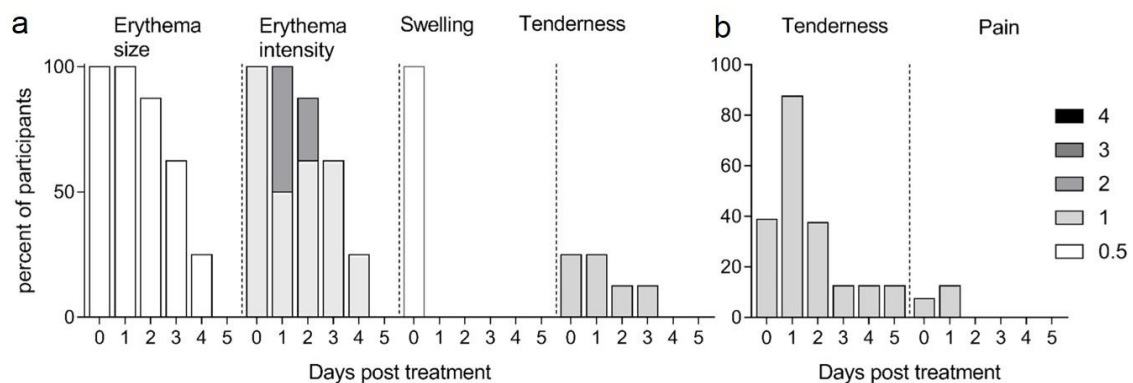 a
Erythema size
Erythema intensity
Swelling
Tenderness
percent of participants
100
50
0
0 1 2 3 4 5 0 1 2 3 4 5 0 1 2 3 4 5 0 1 2 3 4 5
Days post treatment
b
Tenderness
Pain
100
80
60
40
20
0
0 1 2 3 4 5 0 1 2 3 4 5
Days post treatment
4
3
2
1
0.5